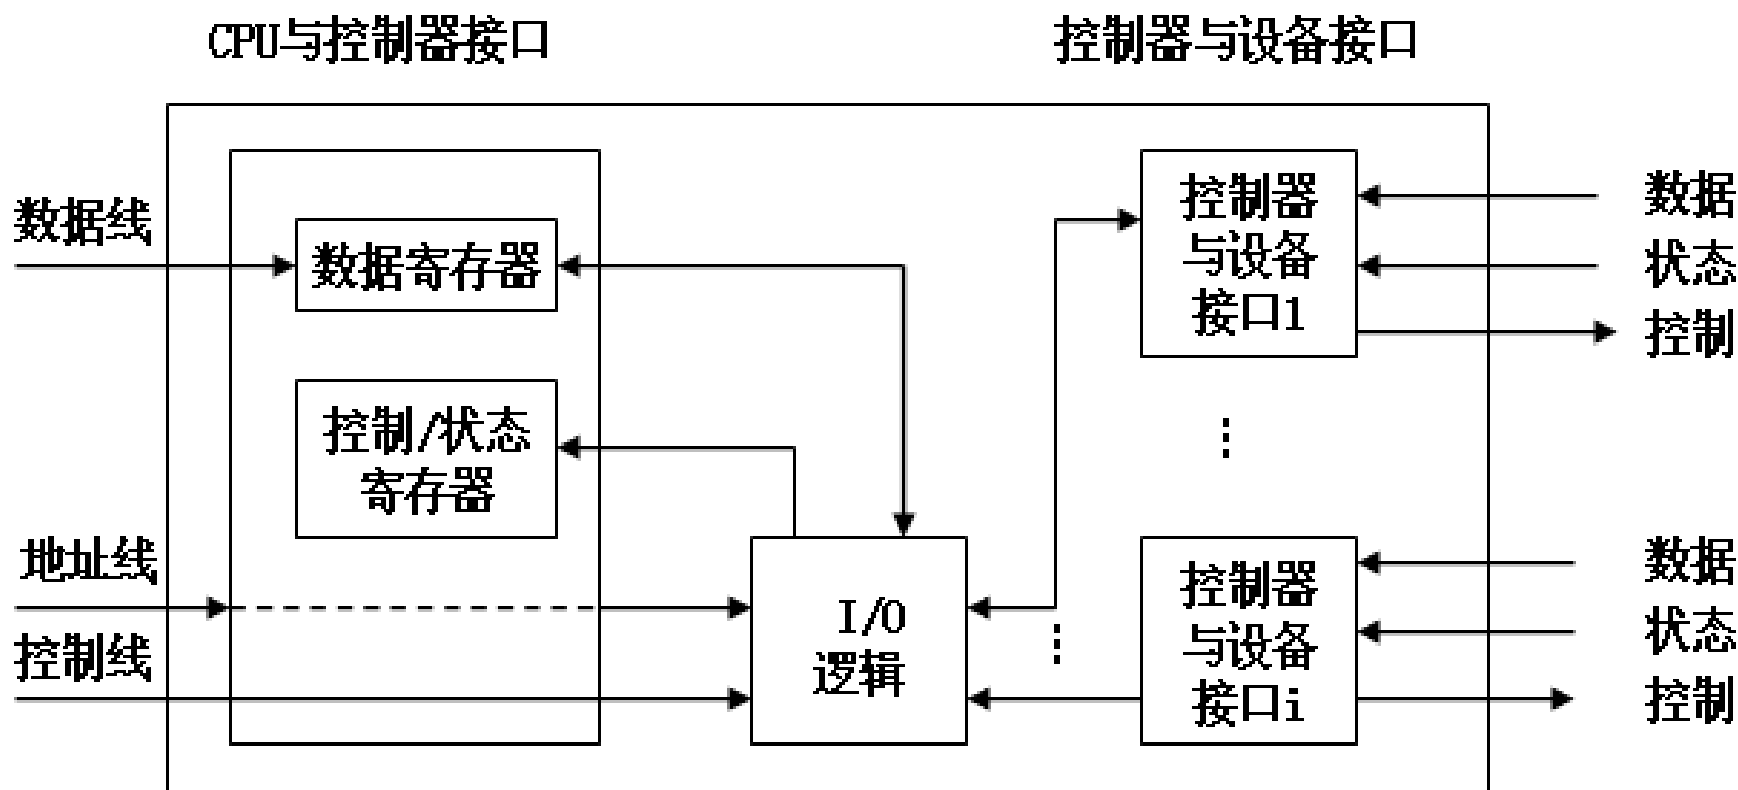 CPU与控制器接口
控制器与设备接口
数据线
数据寄存器
控制/状态
寄存器
地址线
控制线
I/O
逻辑
控制器
与设备
接口1
数据
状态
控制
⋮
⋮
控制器
与设备
接口i
数据
状态
控制